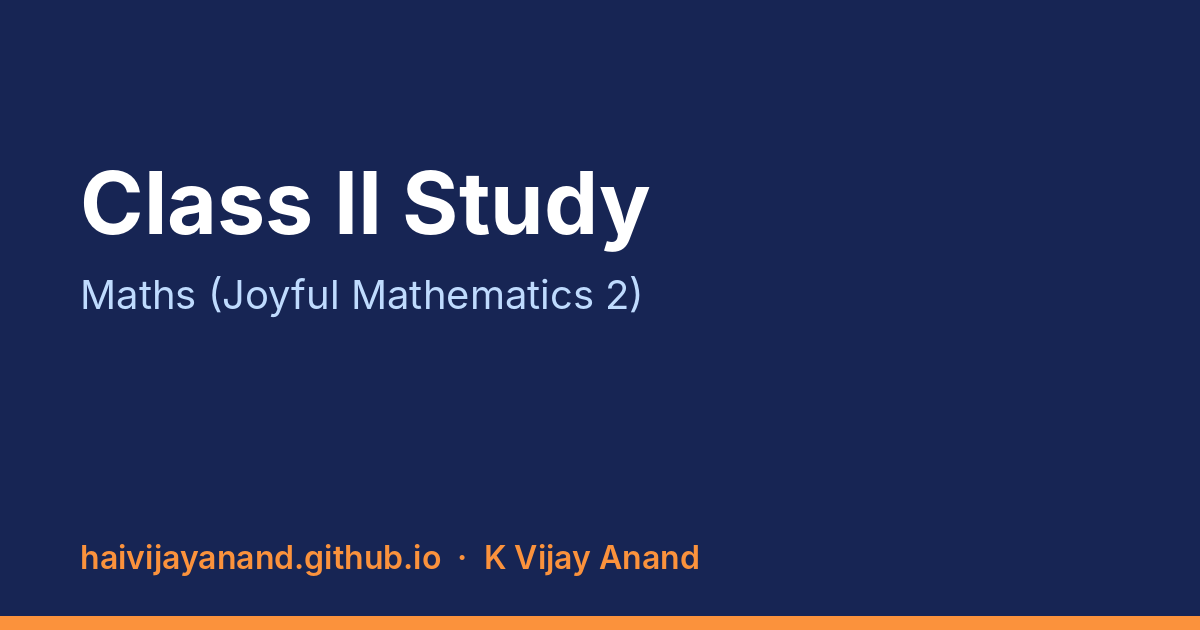 Class II Study
Maths (Joyful Mathematics 2)
haivijayanand.github.io · K Vijay Anand